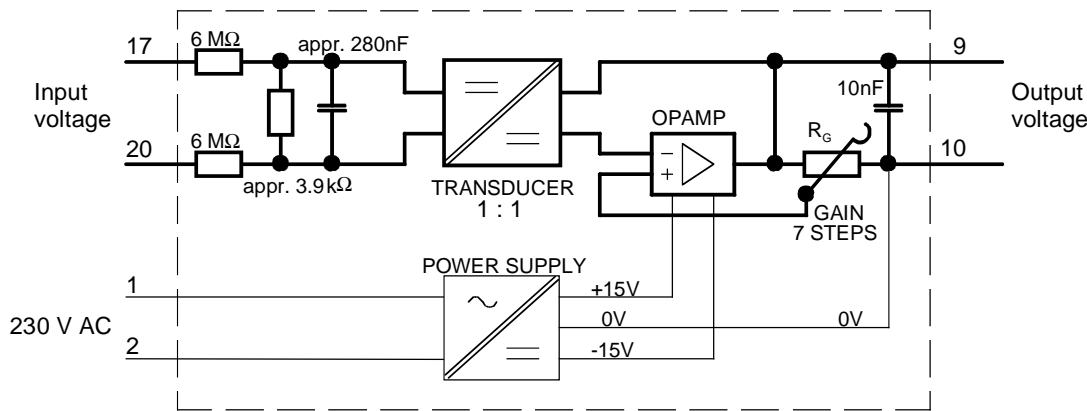 17
6 MΩ
appr. 280nF
9
Input
voltage
10nF
Output
voltage
OPAMP
R_G
20
6 MΩ
appr. 3.9kΩ
−
+
10
TRANSDUCER
1 : 1
GAIN
7 STEPS
POWER SUPPLY
1
+15V
230 V AC
0V
0V
2
-15V